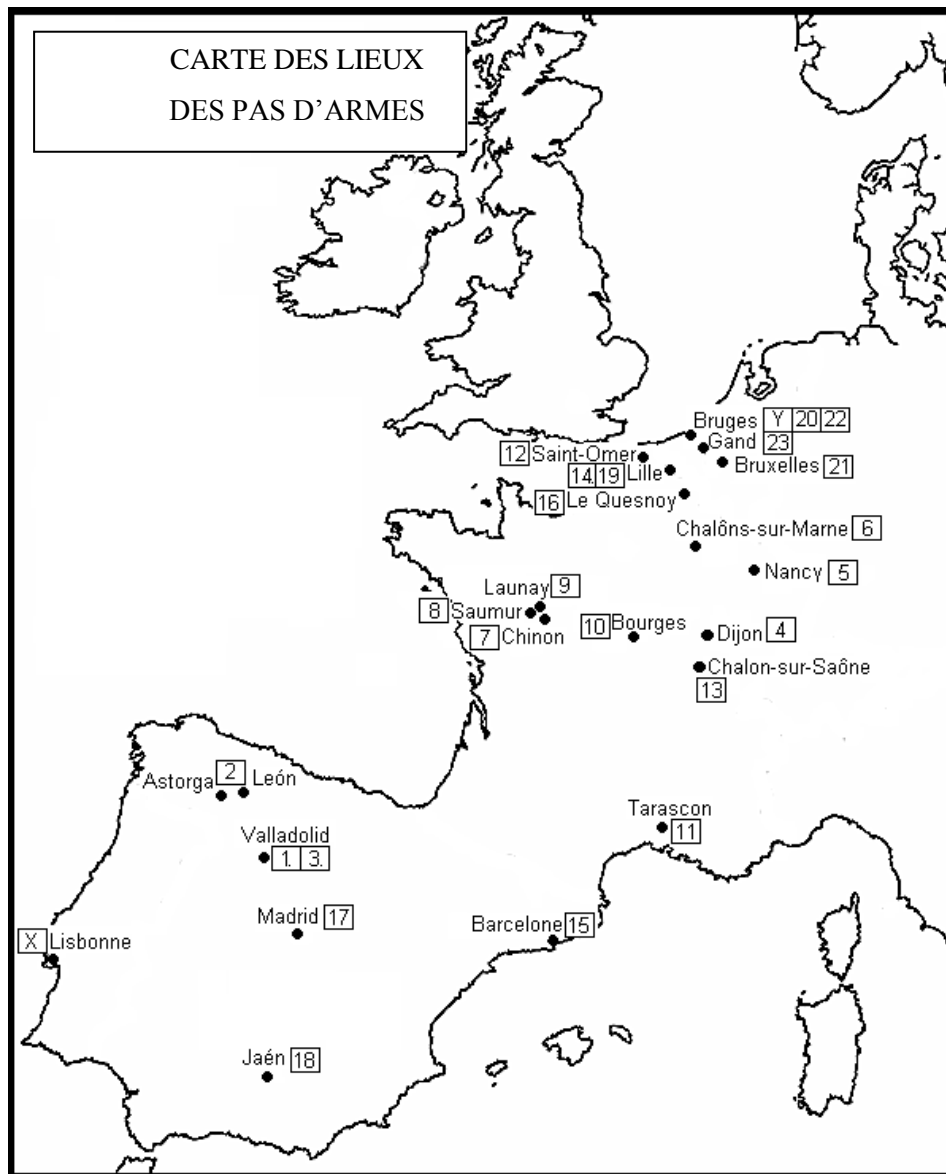 CARTE DES LIEUX
DES PAS D’ARMES
Bruges Y 20 22
Gand 23
12 Saint-Omer
Bruxelles 21
14 19 Lille
16 Le Quesnoy
Chalôns-sur-Marne 6
Nancy 5
Launay 9
8 Saumur
7 Chinon
10 Bourges
Dijon 4
Chalon-sur-Saône
13
Astorga 2 León
Tarascon
11
Valladolid
1. 3.
Madrid 17
Barcelone 15
X Lisbonne
Jaén 18